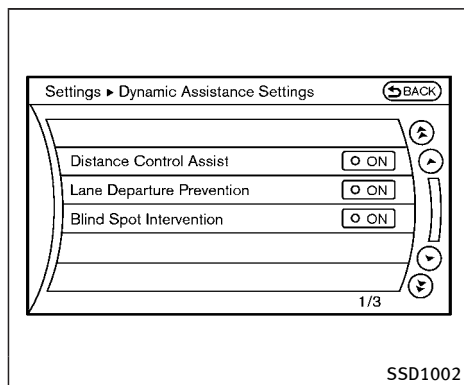 Settings ▸ Dynamic Assistance Settings BACK
Distance Control Assist ON
Lane Departure Prevention ON
Blind Spot Intervention ON
1/3
SSD1002